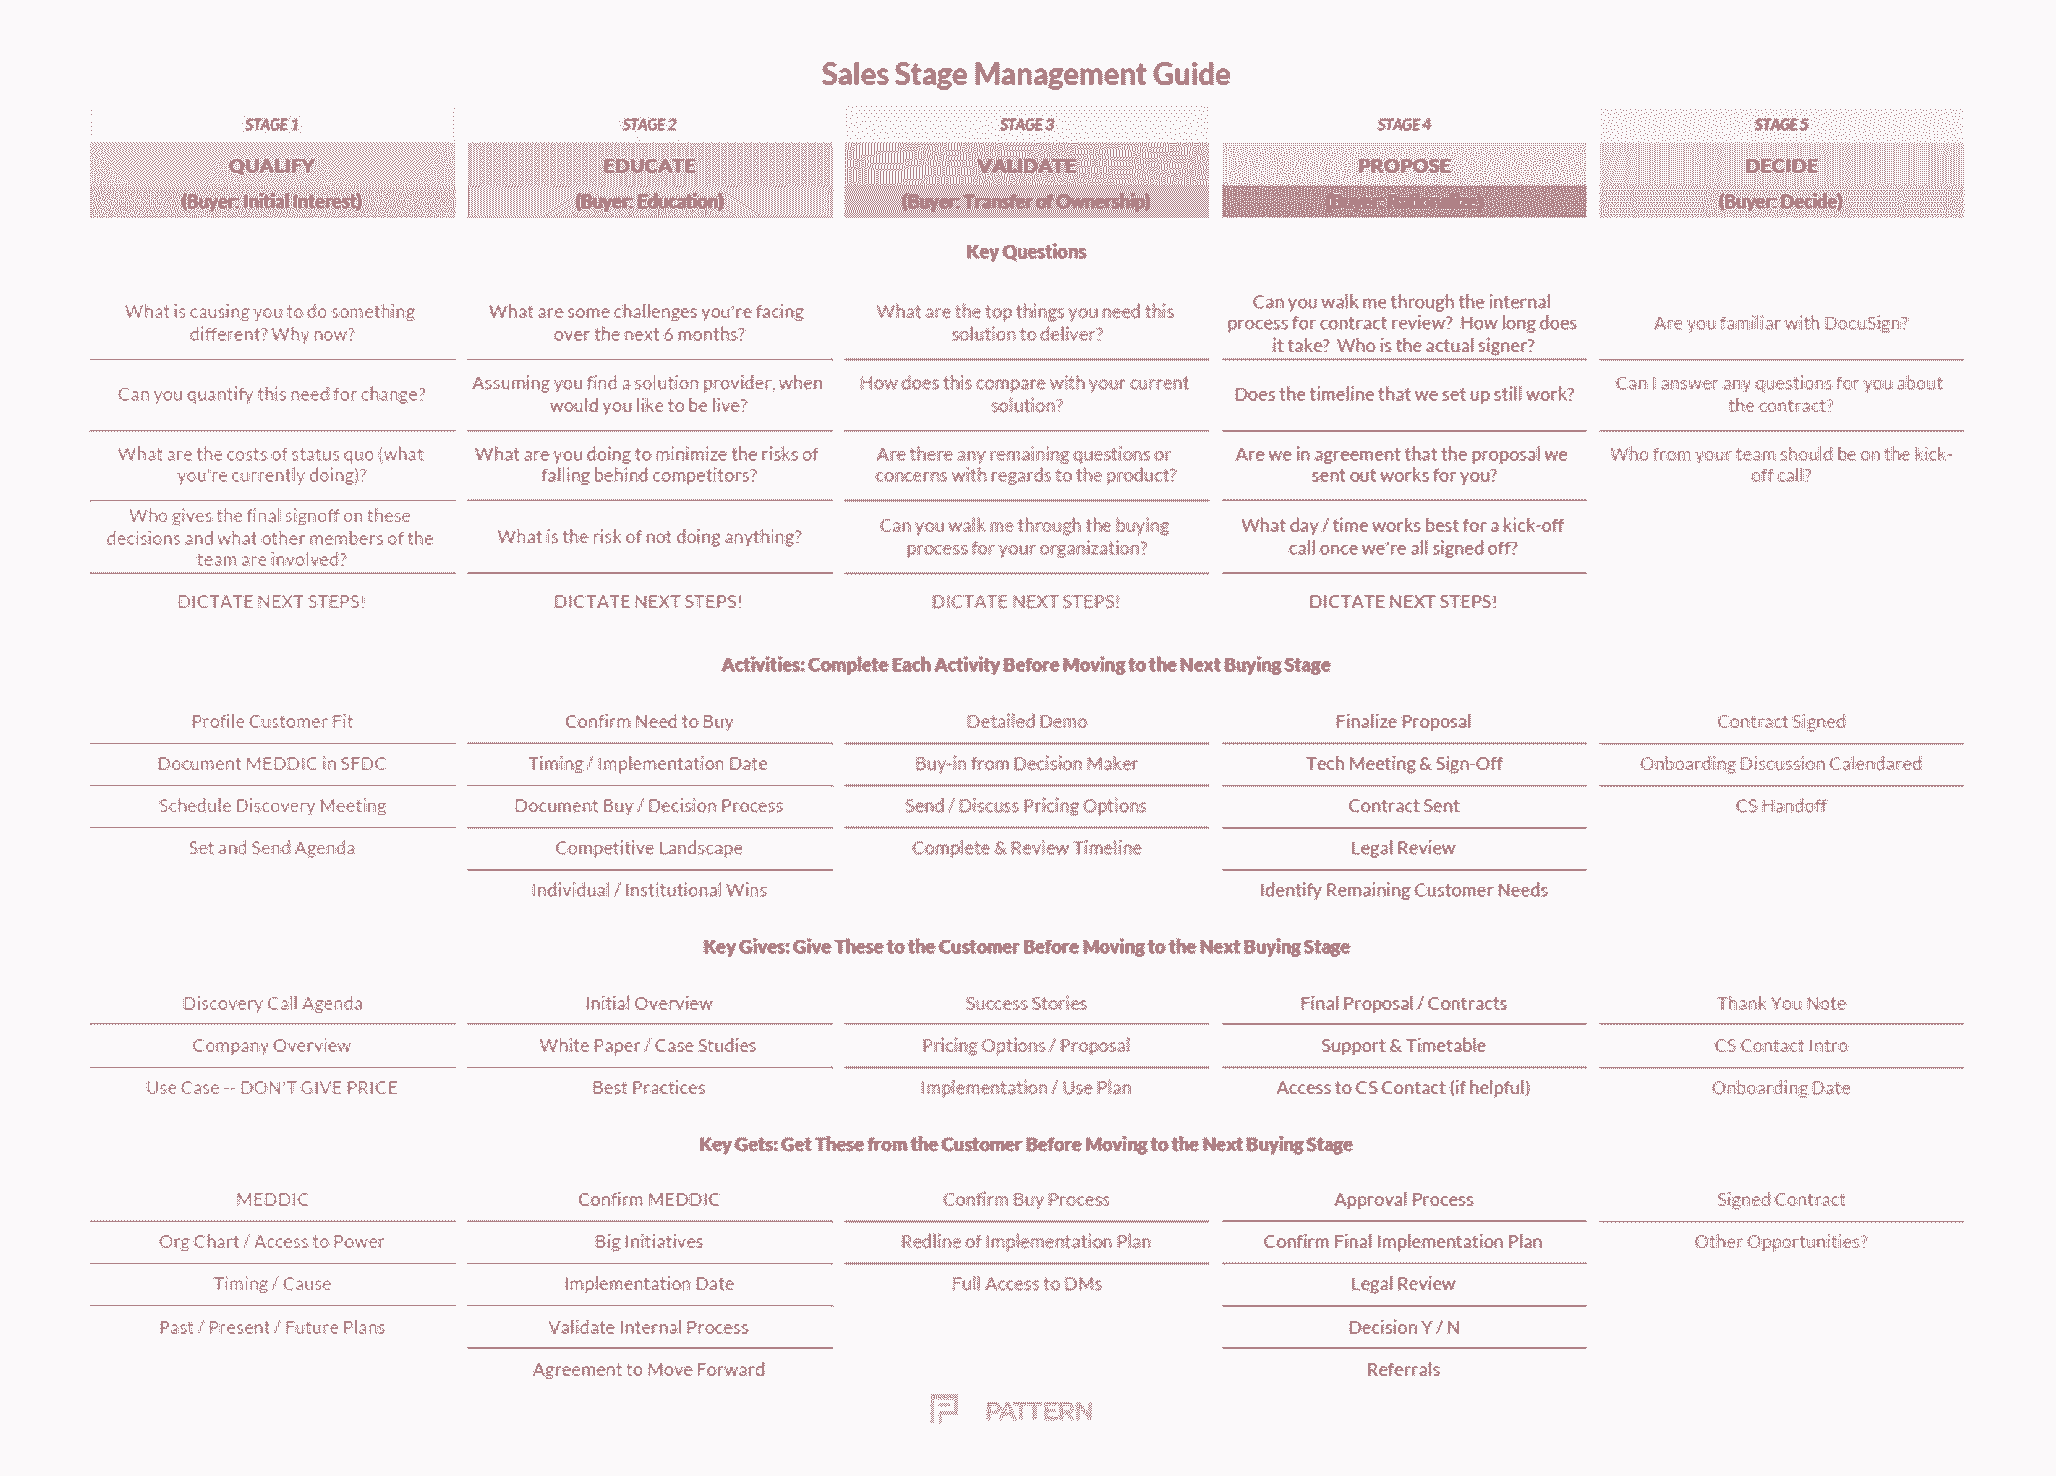 Sales Stage Management Guide
STAGE 1
QUALIFY
(Buyer: Initial Interest)
STAGE 2
EDUCATE
(Buyer: Education)
STAGE 3
VALIDATE
(Buyer: Transfer of Ownership)
STAGE 4
PROPOSE
(Buyer: Rationalize)
STAGE 5
DECIDE
(Buyer: Decide)
Key Questions
What is causing you to do something
different? Why now?
What are some challenges you're facing
over the next 6 months?
What are the top things you need this
solution to deliver?
Can you walk me through the internal
process for contract review? How long does
it take? Who is the actual signer?
Are you familiar with DocuSign?
Can you quantify this need for change?
Assuming you find a solution provider, when
would you like to be live?
How does this compare with your current
solution?
Does the timeline that we set up still work?
Can I answer any questions for you about
the contract?
What are the costs of status quo (what
you're currently doing)?
What are you doing to minimize the risks of
falling behind competitors?
Are there any remaining questions or
concerns with regards to the product?
Are we in agreement that the proposal we
sent out works for you?
Who from your team should be on the kick-
off call?
Who gives the final signoff on these
decisions and what other members of the
team are involved?
What is the risk of not doing anything?
Can you walk me through the buying
process for your organization?
What day / time works best for a kick-off
call once we're all signed off?
DICTATE NEXT STEPS!
DICTATE NEXT STEPS!
DICTATE NEXT STEPS!
DICTATE NEXT STEPS!
Activities: Complete Each Activity Before Moving to the Next Buying Stage
Profile Customer Fit
Confirm Need to Buy
Detailed Demo
Finalize Proposal
Contract Signed
Document MEDDIC in SFDC
Timing / Implementation Date
Buy-in from Decision Maker
Tech Meeting & Sign-Off
Onboarding Discussion Calendared
Schedule Discovery Meeting
Document Buy / Decision Process
Send / Discuss Pricing Options
Contract Sent
CS Handoff
Set and Send Agenda
Competitive Landscape
Complete & Review Timeline
Legal Review
Individual / Institutional Wins
Identify Remaining Customer Needs
Key Gives: Give These to the Customer Before Moving to the Next Buying Stage
Discovery Call Agenda
Initial Overview
Success Stories
Final Proposal / Contracts
Thank You Note
Company Overview
White Paper / Case Studies
Pricing Options / Proposal
Support & Timetable
CS Contact Intro
Use Case -- DON'T GIVE PRICE
Best Practices
Implementation / Use Plan
Access to CS Contact (if helpful)
Onboarding Date
Key Gets: Get These from the Customer Before Moving to the Next Buying Stage
MEDDIC
Confirm MEDDIC
Confirm Buy Process
Approval Process
Signed Contract
Org Chart / Access to Power
Big Initiatives
Redline of Implementation Plan
Confirm Final Implementation Plan
Other Opportunities?
Timing / Cause
Implementation Date
Full Access to DMs
Legal Review
Past / Present / Future Plans
Validate Internal Process
Decision Y / N
Agreement to Move Forward
Referrals
PATTERN